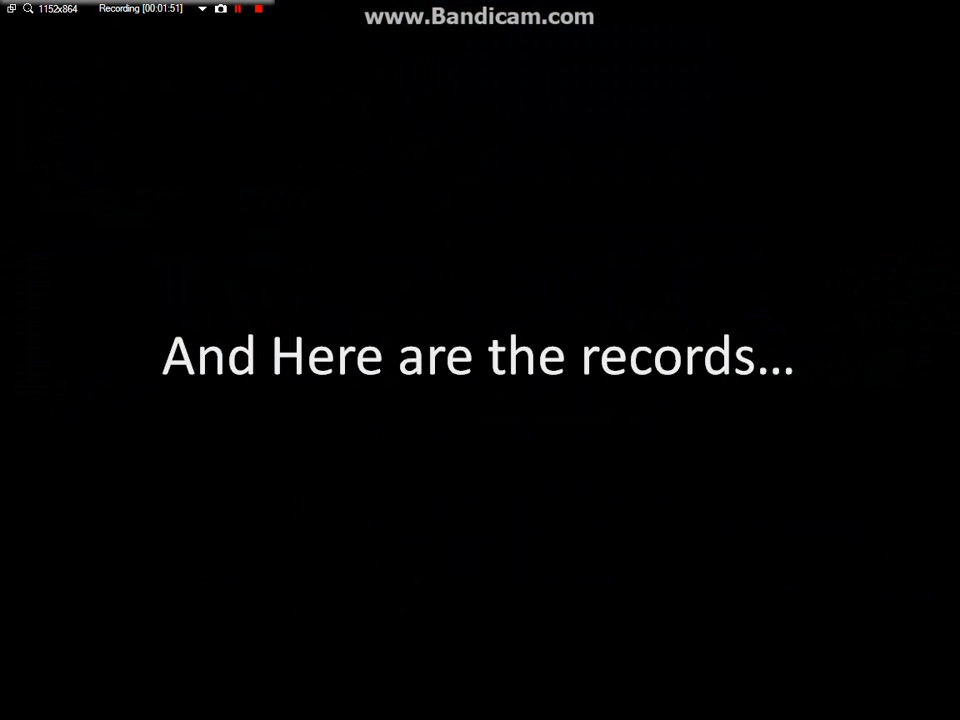 1152x864 Recording [00:01:51]
www.Bandicam.com
And Here are the records...